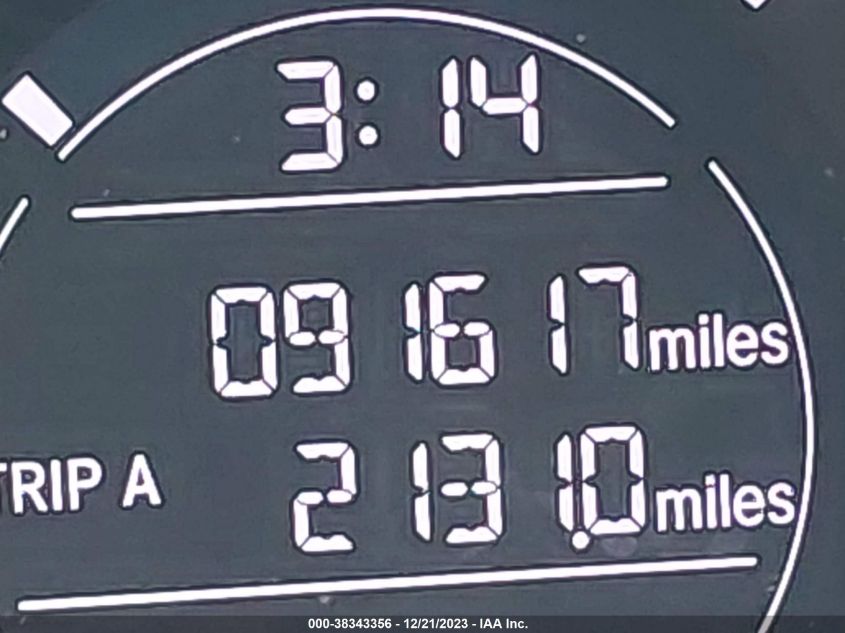 3:14
091617 miles
TRIP A 2131.0 miles
000-38343356 - 12/21/2023 - IAA Inc.